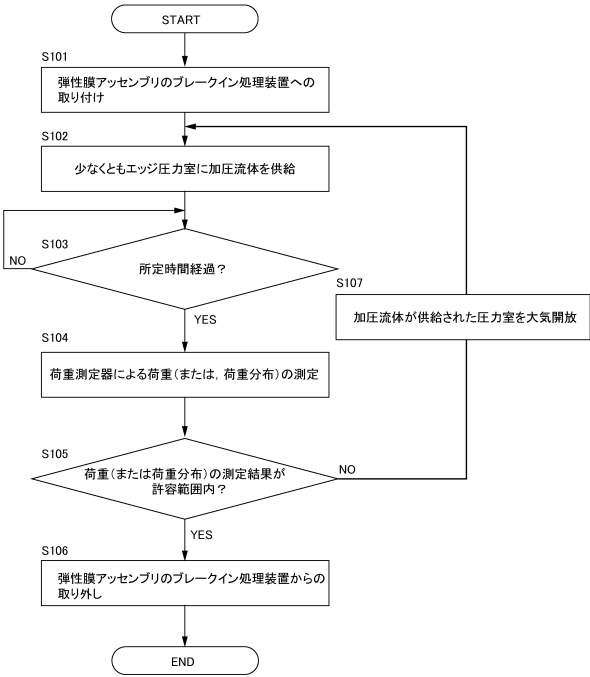 START
S101
弾性膜アッセンブリのブレークイン処理装置への
取り付け
S102
少なくともエッジ圧力室に加圧流体を供給
S103
所定時間経過？
NO
YES
S107
加圧流体が供給された圧力室を大気開放
S104
荷重測定器による荷重（または，荷重分布）の測定
S105
荷重（または荷重分布）の測定結果が
許容範囲内？
NO
YES
S106
弾性膜アッセンブリのブレークイン処理装置からの
取り外し
END